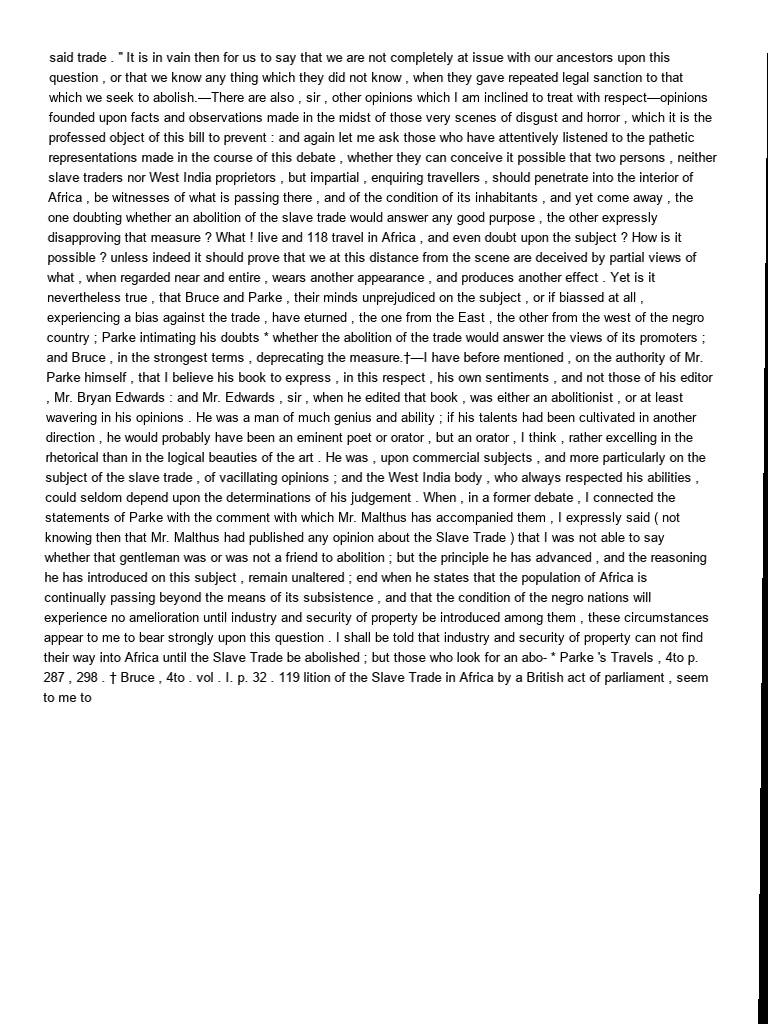 said trade . " It is in vain then for us to say that we are not completely at issue with our ancestors upon this
question , or that we know any thing which they did not know , when they gave repeated legal sanction to that
which we seek to abolish.—There are also , sir , other opinions which I am inclined to treat with respect—opinions
founded upon facts and observations made in the midst of those very scenes of disgust and horror , which it is the
professed object of this bill to prevent : and again let me ask those who have attentively listened to the pathetic
representations made in the course of this debate , whether they can conceive it possible that two persons , neither
slave traders nor West India proprietors , but impartial , enquiring travellers , should penetrate into the interior of
Africa , be witnesses of what is passing there , and of the condition of its inhabitants , and yet come away , the
one doubting whether an abolition of the slave trade would answer any good purpose , the other expressly
disapproving that measure ? What ! live and 118 travel in Africa , and even doubt upon the subject ? How is it
possible ? unless indeed it should prove that we at this distance from the scene are deceived by partial views of
what , when regarded near and entire , wears another appearance , and produces another effect . Yet is it
nevertheless true , that Bruce and Parke , their minds unprejudiced on the subject , or if biassed at all ,
experiencing a bias against the trade , have eturned , the one from the East , the other from the west of the negro
country ; Parke intimating his doubts * whether the abolition of the trade would answer the views of its promoters ;
and Bruce , in the strongest terms , deprecating the measure.†—I have before mentioned , on the authority of Mr.
Parke himself , that I believe his book to express , in this respect , his own sentiments , and not those of his editor
, Mr. Bryan Edwards : and Mr. Edwards , sir , when he edited that book , was either an abolitionist , or at least
wavering in his opinions . He was a man of much genius and ability ; if his talents had been cultivated in another
direction , he would probably have been an eminent poet or orator , but an orator , I think , rather excelling in the
rhetorical than in the logical beauties of the art . He was , upon commercial subjects , and more particularly on the
subject of the slave trade , of vacillating opinions ; and the West India body , who always respected his abilities ,
could seldom depend upon the determinations of his judgement . When , in a former debate , I connected the
statements of Parke with the comment with which Mr. Malthus has accompanied them , I expressly said ( not
knowing then that Mr. Malthus had published any opinion about the Slave Trade ) that I was not able to say
whether that gentleman was or was not a friend to abolition ; but the principle he has advanced , and the reasoning
he has introduced on this subject , remain unaltered ; end when he states that the population of Africa is
continually passing beyond the means of its subsistence , and that the condition of the negro nations will
experience no amelioration until industry and security of property be introduced among them , these circumstances
appear to me to bear strongly upon this question . I shall be told that industry and security of property can not find
their way into Africa until the Slave Trade be abolished ; but those who look for an abo- * Parke 's Travels , 4to p.
287 , 298 . † Bruce , 4to . vol . I. p. 32 . 119 lition of the Slave Trade in Africa by a British act of parliament , seem
to me to